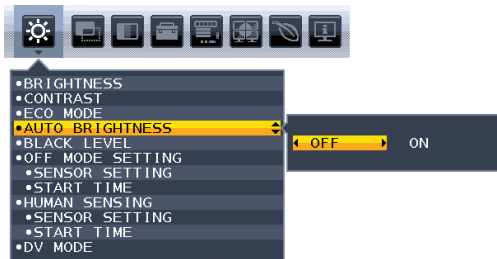 •BRIGHTNESS
•CONTRAST
•ECO MODE
•AUTO BRIGHTNESS
OFF ON
•BLACK LEVEL
•OFF MODE SETTING
•SENSOR SETTING
•START TIME
•HUMAN SENSING
•SENSOR SETTING
•START TIME
•DV MODE